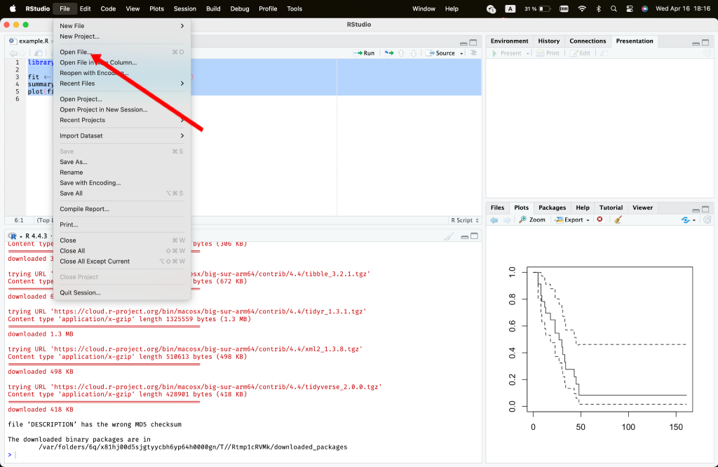 RStudio File Edit Code View Plots Session Build Debug Profile Tools Window Help A 31 % Wed Apr 16 18:16
RStudio
example.R
Run Source
1 library
2
3 fit <-
4 summary
5 plot
6
6:1 (Top R Script
New File
New Project...
Open File... ⌘ O
Open File in Column...
Reopen with Encoding...
Recent Files
Open Project...
Open Project in New Session...
Recent Projects
Import Dataset
Save ⌘ S
Save As...
Rename
Save with Encoding...
Save All ⌥ ⌘ S
Compile Report...
Print...
Close ⌘ W
Close All ⇧ ⌘ W
Close All Except Current ⌥ ⇧ ⌘ W
Close Project
Quit Session...
R 4.4.3
Content type bytes (306 KB)
downloaded 3
trying URL 'https://cloud.r-project.org/bin/macosx/big-sur-arm64/contrib/4.4/tibble_3.2.1.tgz'
Content type bytes (672 KB)
downloaded 6
trying URL 'https://cloud.r-project.org/bin/macosx/big-sur-arm64/contrib/4.4/tidyr_1.3.1.tgz'
Content type 'application/x-gzip' length 1325559 bytes (1.3 MB)
downloaded 1.3 MB
trying URL 'https://cloud.r-project.org/bin/macosx/big-sur-arm64/contrib/4.4/xml2_1.3.8.tgz'
Content type 'application/x-gzip' length 510613 bytes (498 KB)
downloaded 498 KB
trying URL 'https://cloud.r-project.org/bin/macosx/big-sur-arm64/contrib/4.4/tidyverse_2.0.0.tgz'
Content type 'application/x-gzip' length 428901 bytes (418 KB)
downloaded 418 KB
file 'DESCRIPTION' has the wrong MD5 checksum
The downloaded binary packages are in
/var/folders/6q/x81hj00d5sjgtyycbh6yp64h0000gn/T//Rtmp1cRVMk/downloaded_packages
>
Environment History Connections Tutorial Presentation
Present Print Edit
Files Plots Packages Help Tutorial Viewer
Zoom Export
1.0
0.8
0.6
0.4
0.2
0.0
0 50 100 150